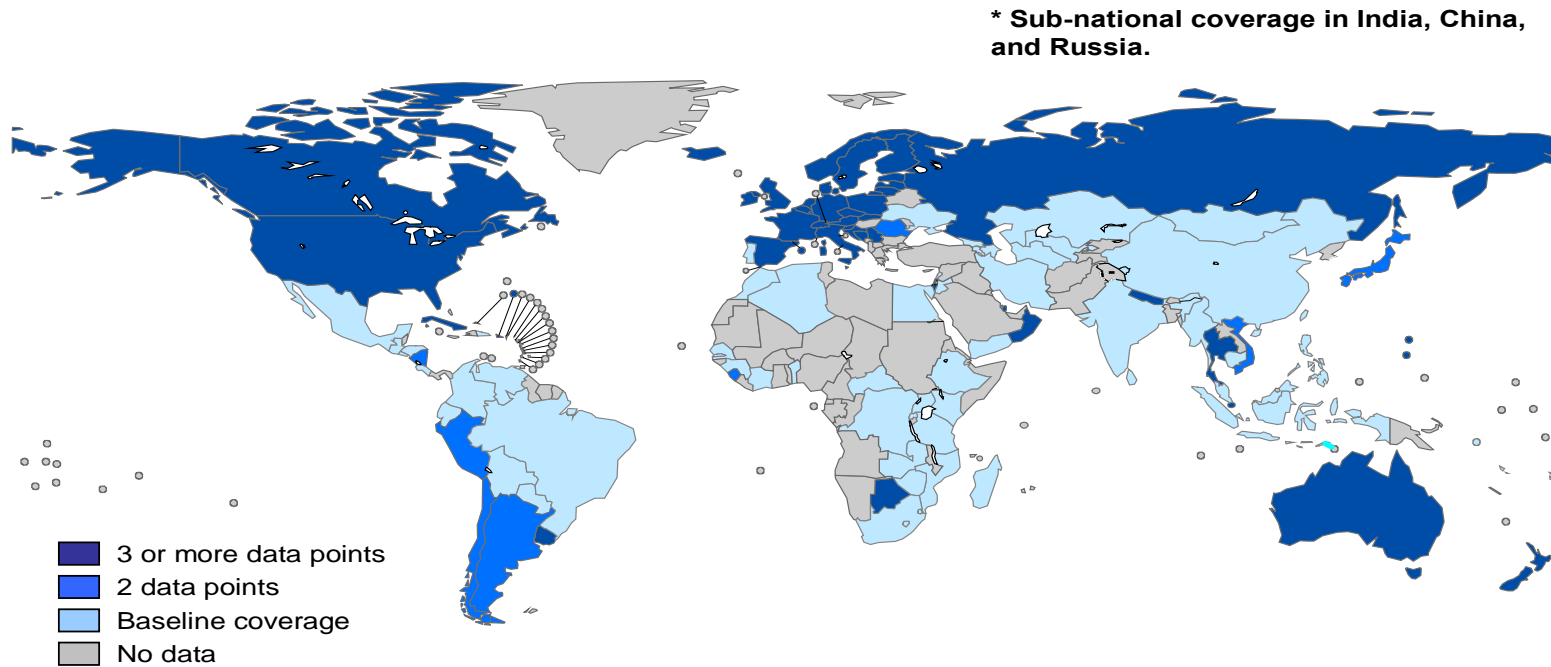 * Sub-national coverage in India, China,
and Russia.
3 or more data points
2 data points
Baseline coverage
No data